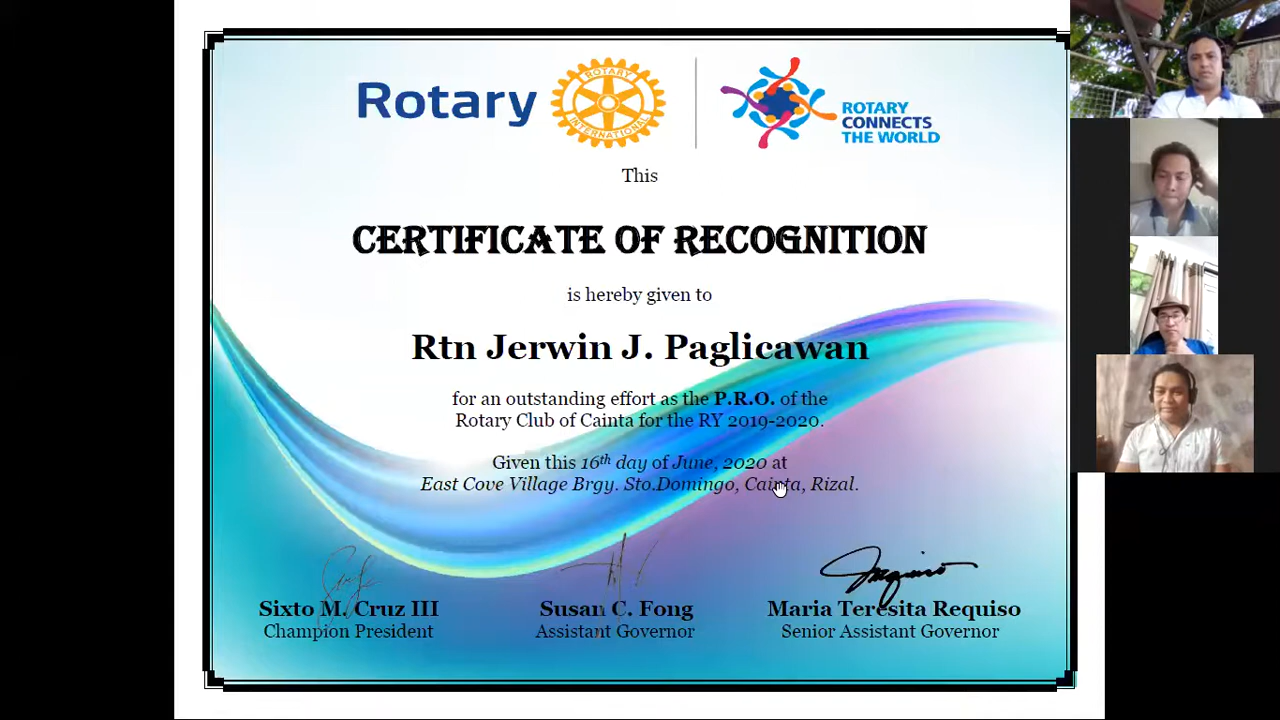 Rotary
ROTARY
INTERNATIONAL
ROTARY
CONNECTS
THE WORLD
This
CERTIFICATE OF RECOGNITION
is hereby given to
Rtn Jerwin J. Paglicawan
for an outstanding effort as the P.R.O. of the
Rotary Club of Cainta for the RY 2019-2020.
Given this 16th day of June, 2020 at
East Cove Village Brgy. Sto.Domingo, Cainta, Rizal.
Sixto M. Cruz III
Champion President
Susan C. Fong
Assistant Governor
Maria Teresita Requiso
Senior Assistant Governor